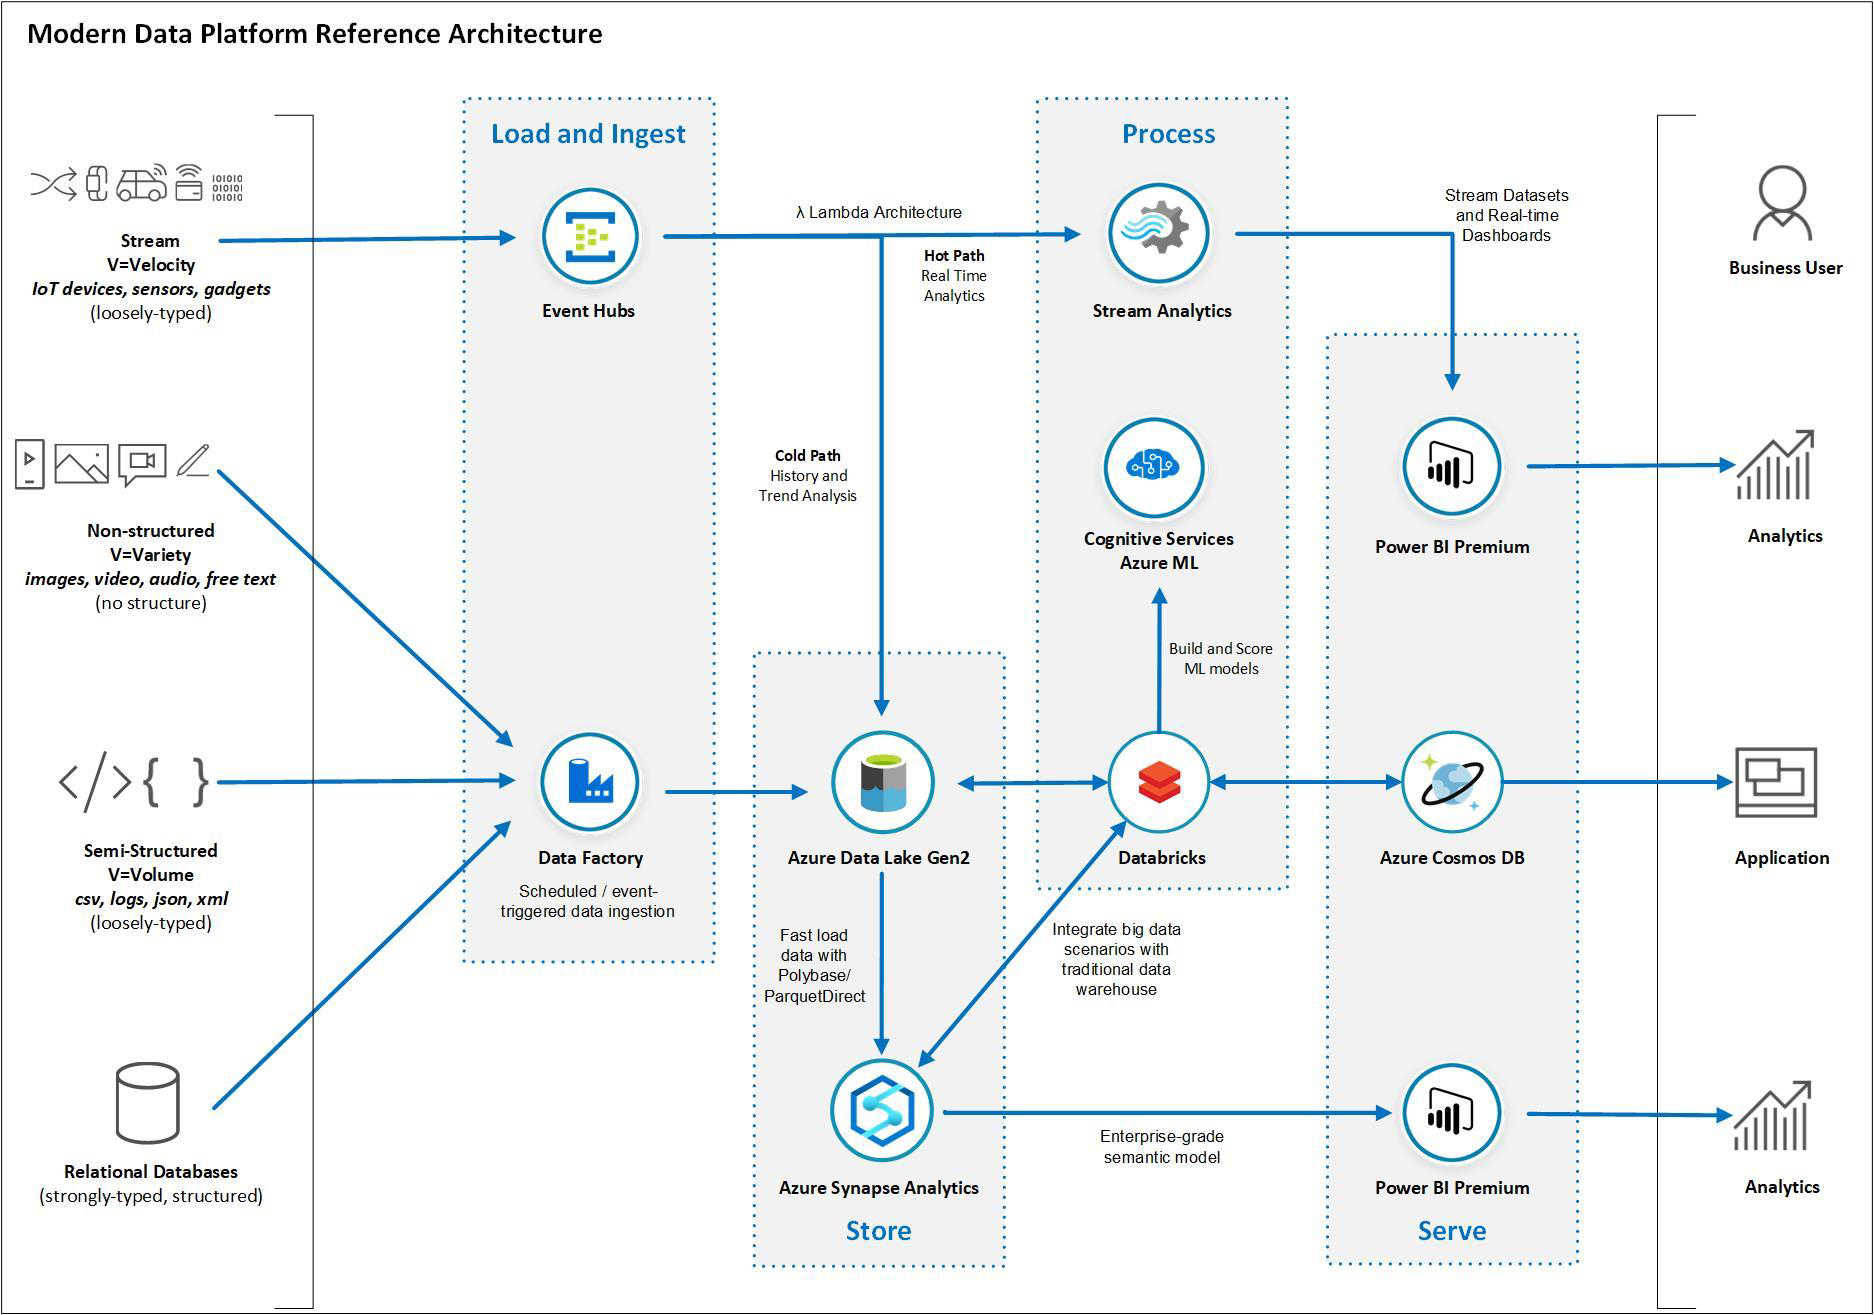 Modern Data Platform Reference Architecture
Load and Ingest
Process
101010
010101
101010
Stream
V=Velocity
IoT devices, sensors, gadgets
(loosely-typed)
Event Hubs
λ Lambda Architecture
Hot Path
Real Time
Analytics
Stream Analytics
Stream Datasets
and Real-time
Dashboards
Business User
Non-structured
V=Variety
images, video, audio, free text
(no structure)
Cold Path
History and
Trend Analysis
Cognitive Services
Azure ML
Power BI Premium
Analytics
Build and Score
ML models
</>{ }
Semi-Structured
V=Volume
csv, logs, json, xml
(loosely-typed)
Data Factory
Scheduled / event-
triggered data ingestion
Azure Data Lake Gen2
Databricks
Azure Cosmos DB
Application
Fast load
data with
Polybase/
ParquetDirect
Integrate big data
scenarios with
traditional data
warehouse
Relational Databases
(strongly-typed, structured)
Azure Synapse Analytics
Enterprise-grade
semantic model
Power BI Premium
Analytics
Store
Serve